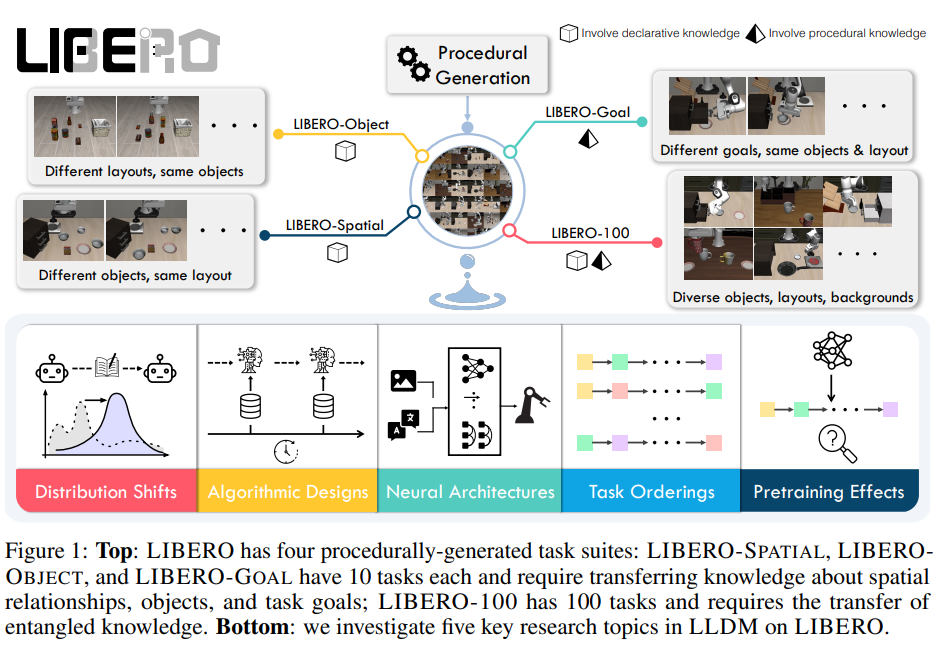 LIBERO
Involve declarative knowledge
Involve procedural knowledge
Procedural
Generation
LIBERO-Object
LIBERO-Goal
Different layouts, same objects
Different goals, same objects & layout
LIBERO-Spatial
LIBERO-100
Different objects, same layout
Diverse objects, layouts, backgrounds
A
文
?
Distribution Shifts
Algorithmic Designs
Neural Architectures
Task Orderings
Pretraining Effects
Figure 1: Top: LIBERO has four procedurally-generated task suites: LIBERO-SPATIAL, LIBERO-
OBJECT, and LIBERO-GOAL have 10 tasks each and require transferring knowledge about spatial
relationships, objects, and task goals; LIBERO-100 has 100 tasks and requires the transfer of
entangled knowledge. Bottom: we investigate five key research topics in LLDM on LIBERO.